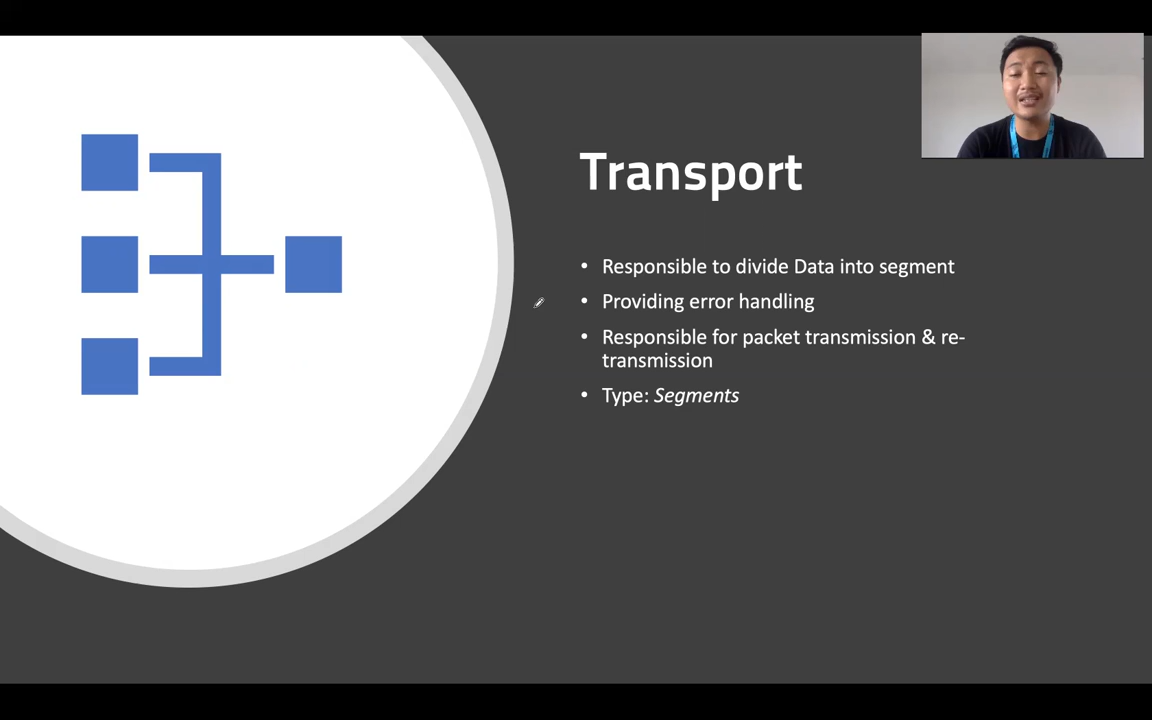 Transport
• Responsible to divide Data into segment
• Providing error handling
• Responsible for packet transmission & re-
transmission
• Type: Segments